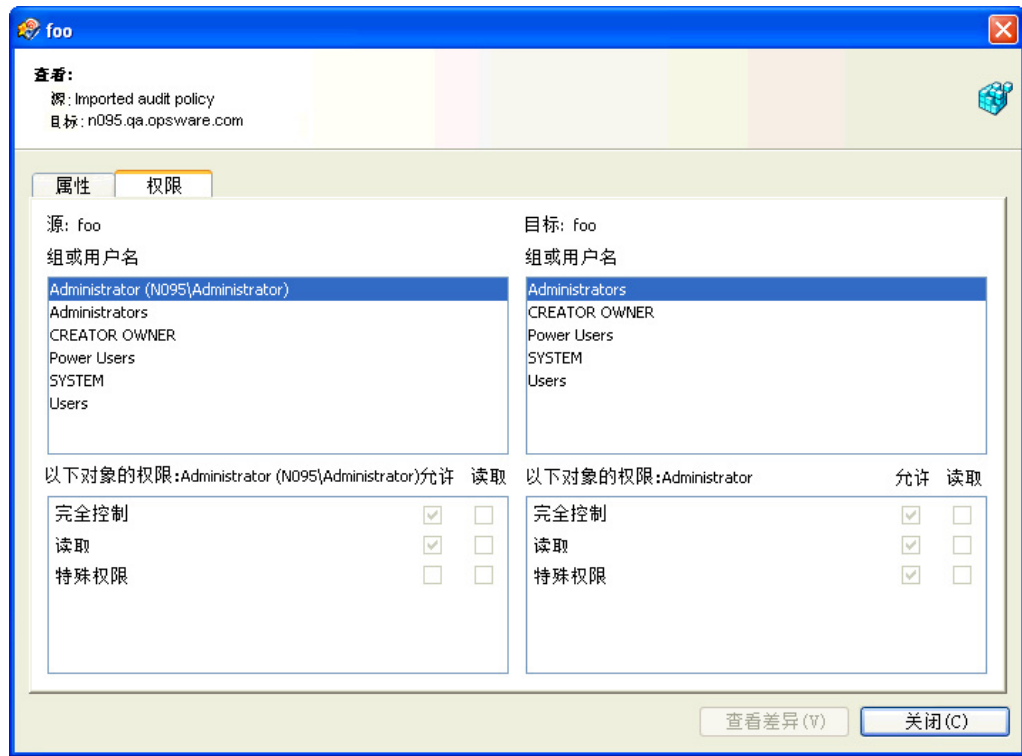 foo
查看:
源: Imported audit policy
目标: n095.qa.opsware.com
属性 权限
源: foo
组或用户名
Administrator (N095\Administrator)
Administrators
CREATOR OWNER
Power Users
SYSTEM
Users
以下对象的权限:Administrator (N095\Administrator)允许 读取
完全控制
读取
特殊权限
目标: foo
组或用户名
Administrators
CREATOR OWNER
Power Users
SYSTEM
Users
以下对象的权限:Administrator 允许 读取
完全控制
读取
特殊权限
查看差异(V) 关闭(C)